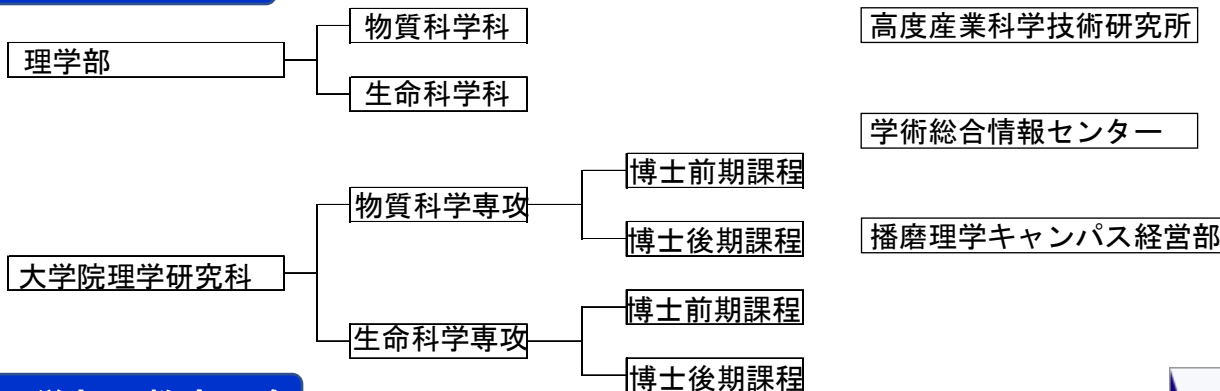 理学部
物質科学科
生命科学科
大学院理学研究科
物質科学専攻
博士前期課程
博士後期課程
生命科学専攻
博士前期課程
博士後期課程
高度産業科学技術研究所
学術総合情報センター
播磨理学キャンパス経営部